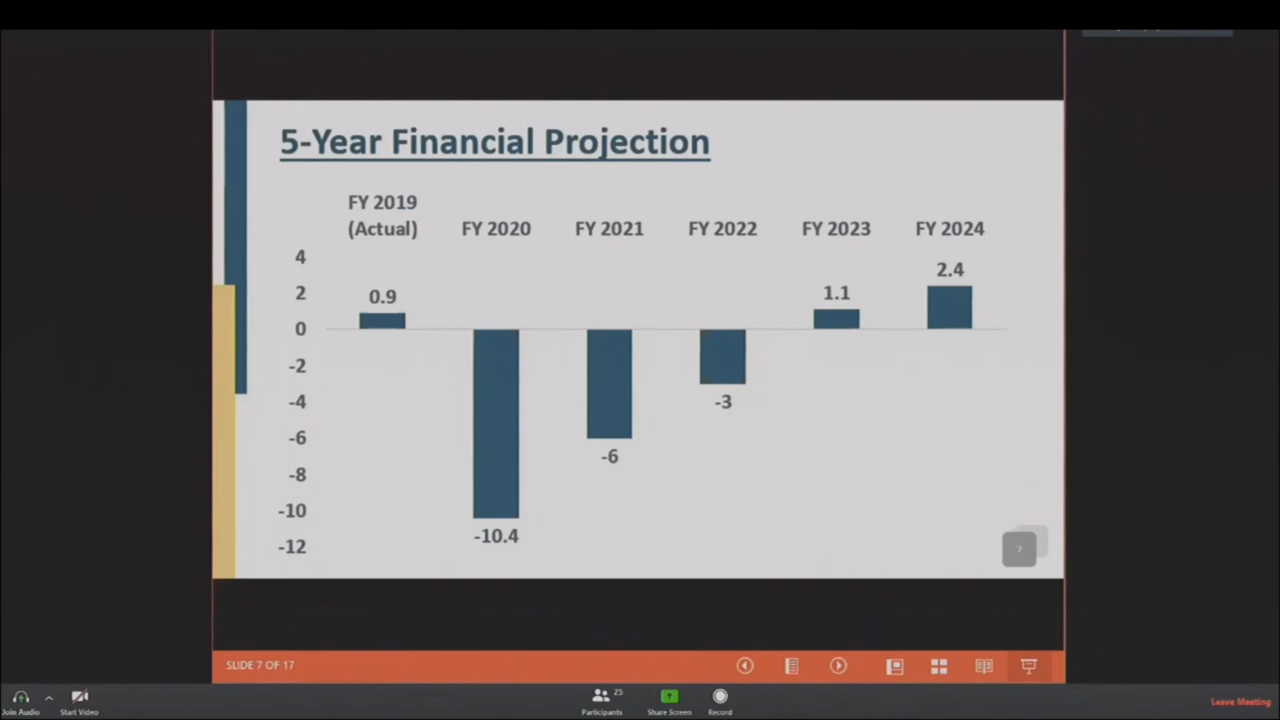 5-Year Financial Projection
FY 2019
(Actual)
FY 2020
FY 2021
FY 2022
FY 2023
FY 2024
4
2
0
-2
-4
-6
-8
-10
-12
0.9
-10.4
-6
-3
1.1
2.4
7
SLIDE 7 OF 17
Join Audio
Start Video
Participants
25
Share Screen
Record
Leave Meeting